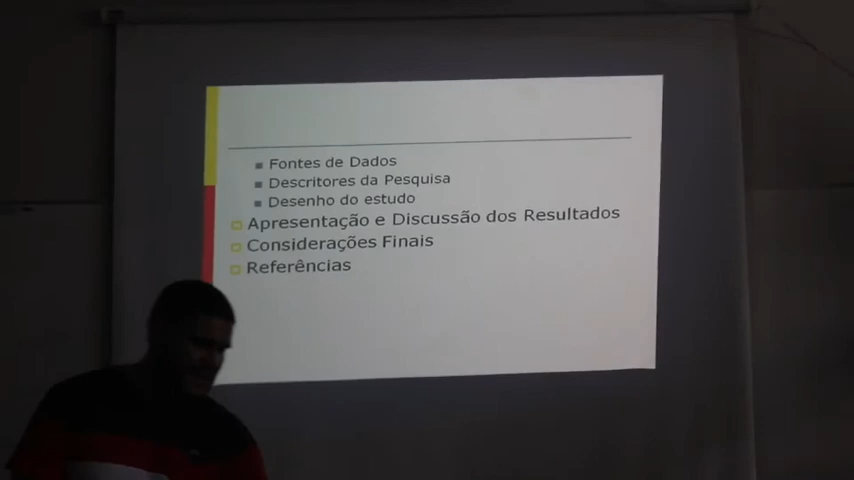 Fontes de Dados
Descritores da Pesquisa
Desenho do estudo
Apresentação e Discussão dos Resultados
Considerações Finais
Referências